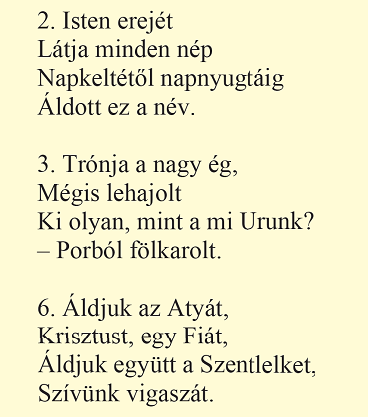 2. Isten erejét
Látja minden nép
Napkeltétől napnyugtáig
Áldott ez a név.
3. Trónja a nagy ég,
Mégis lehajolt
Ki olyan, mint a mi Urunk?
– Porból fölkarolt.
6. Áldjuk az Atyát,
Krisztust, egy Fiát,
Áldjuk együtt a Szentlelket,
Szívünk vigaszát.